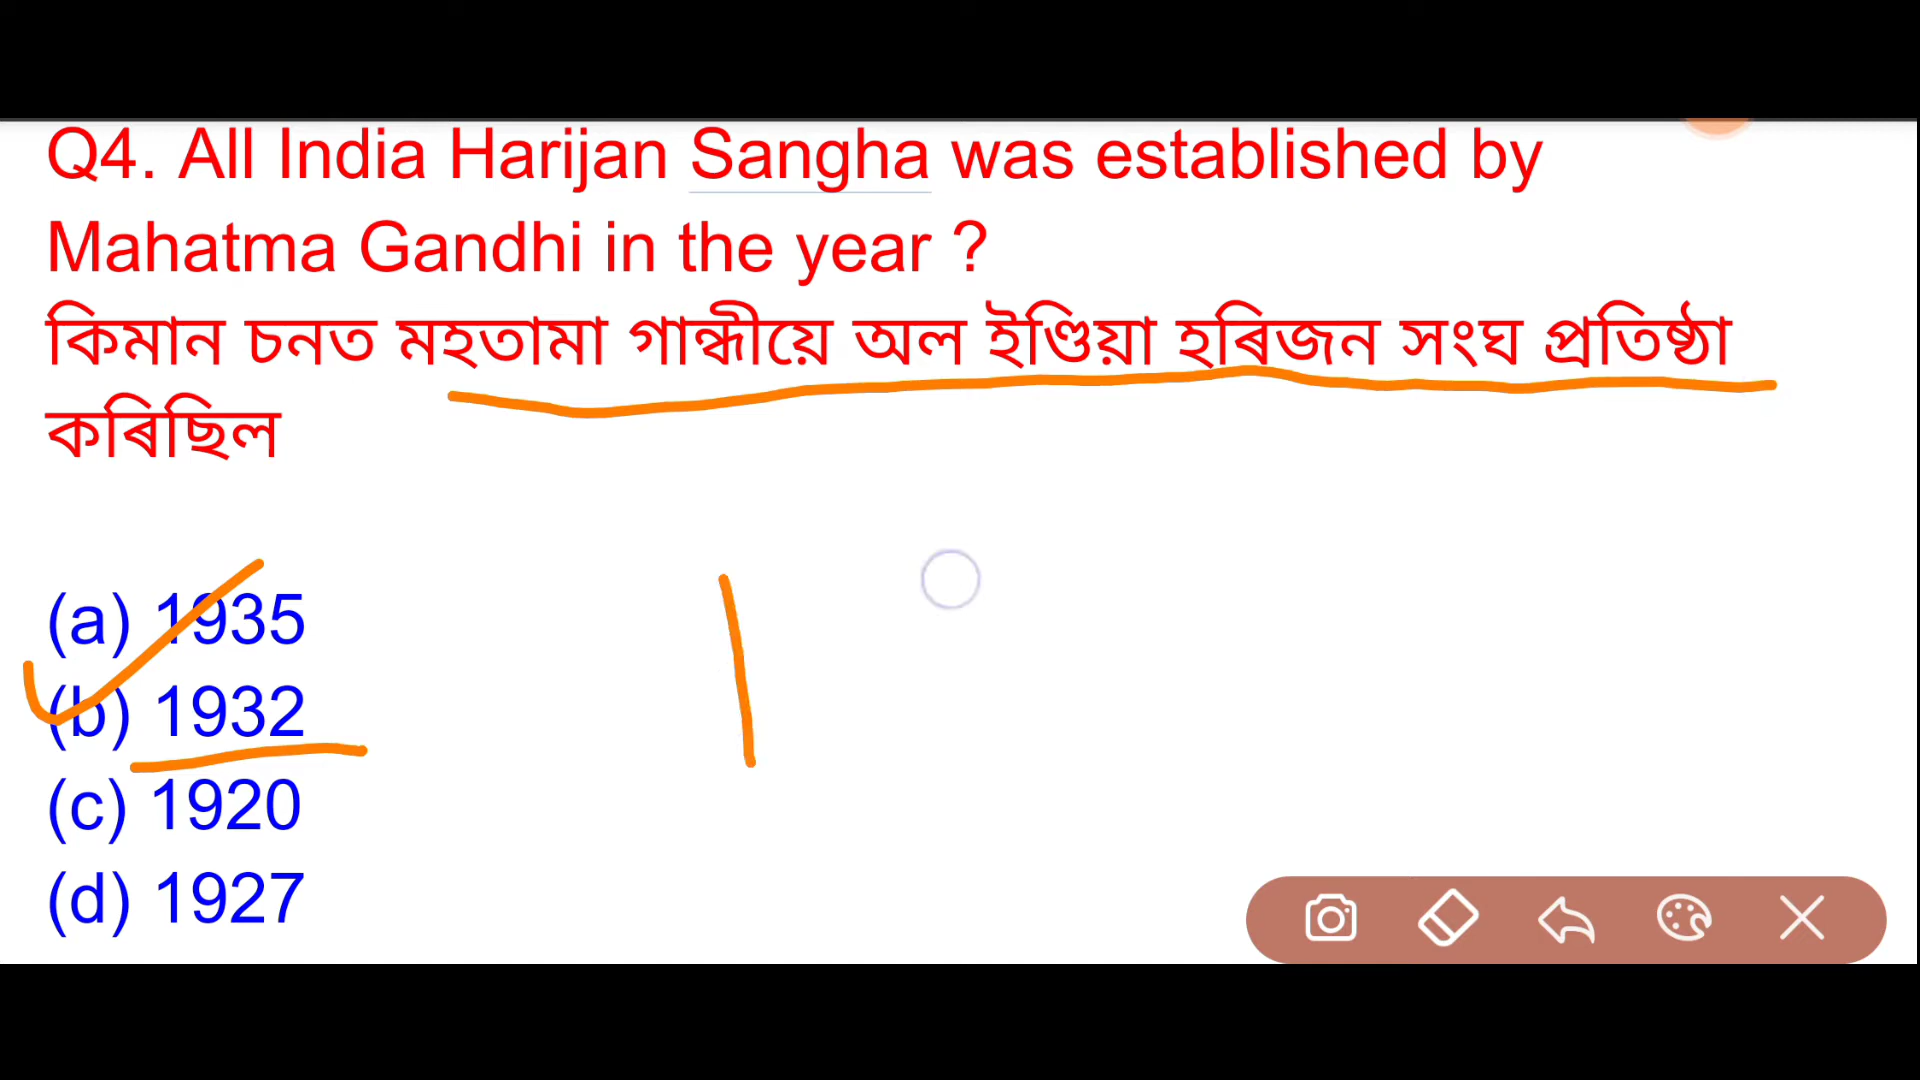 Q4. All India Harijan Sangha was established by
Mahatma Gandhi in the year ?
কিমান চনত মহতামা গান্ধীয়ে অল ইণ্ডিয়া হৰিজন সংঘ প্ৰতিষ্ঠা
কৰিছিল
(a) 1935
(b) 1932
(c) 1920
(d) 1927